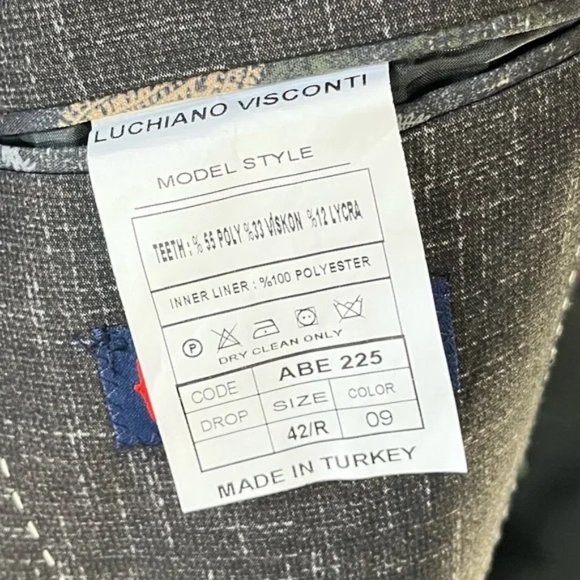 LUCHIANO VISCONTI
MODEL STYLE
TEETH : % 55 POLY %33 VİSKON %12 LYCRA
INNER LINER : %100 POLYESTER
P
DRY CLEAN ONLY
CODE ABE 225
DROP SIZE COLOR
42/R 09
MADE IN TURKEY